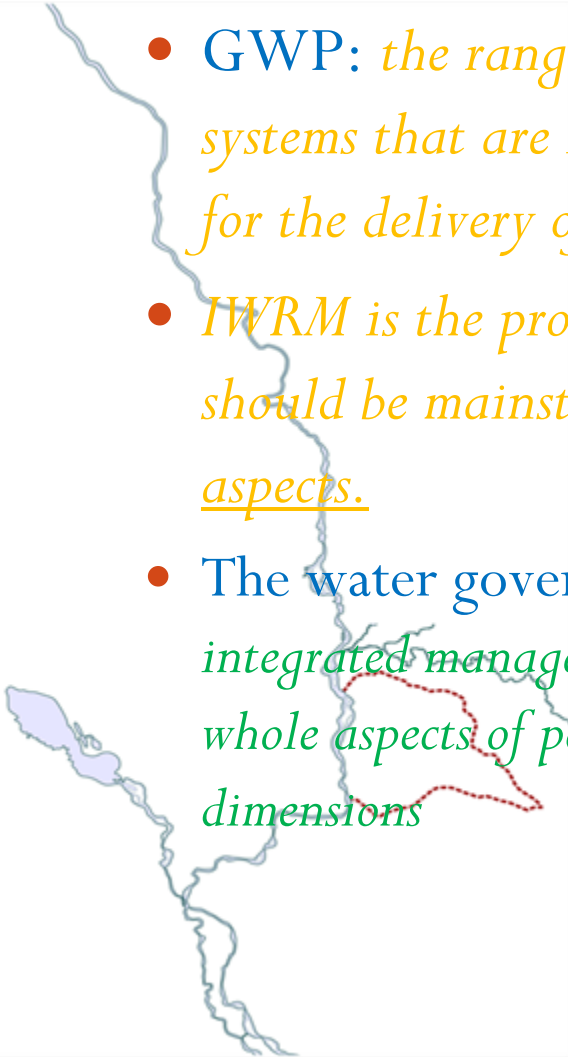 • GWP: the rang
systems that are
for the delivery o
• IWRM is the pro
should be mainst
aspects.
• The water gover
integrated manage
whole aspects of p
dimensions